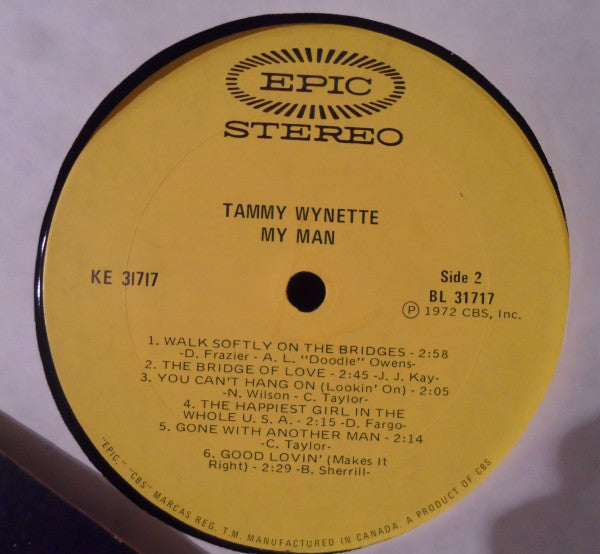 EPIC
STEREO
TAMMY WYNETTE
MY MAN
KE 31717
Side 2
BL 31717
Ⓟ 1972 CBS, Inc.
1. WALK SOFTLY ON THE BRIDGES - 2:58
-D. Frazier - A. L. "Doodle" Owens-
2. THE BRIDGE OF LOVE - 2:45 -J. J. Kay-
3. YOU CAN'T HANG ON (Lookin' On) - 2:05
-N. Wilson - C. Taylor-
4. THE HAPPIEST GIRL IN THE
WHOLE U. S. A. - 2:15 -D. Fargo-
5. GONE WITH ANOTHER MAN - 2:14
-C. Taylor-
6. GOOD LOVIN' (Makes It
Right) - 2:29 -B. Sherrill-
"EPIC," "CBS" MARCAS REG. T.M. MANUFACTURED IN CANADA. A PRODUCT OF CBS